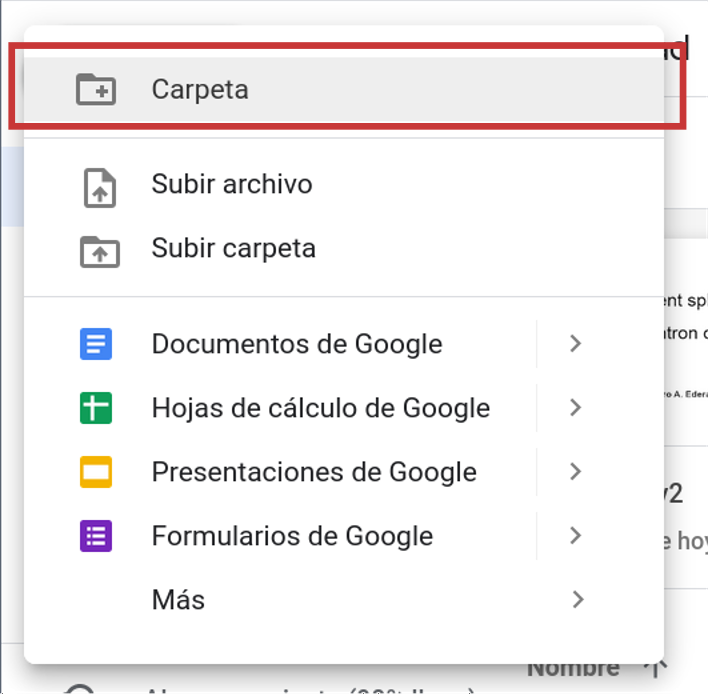 Carpeta
Subir archivo
Subir carpeta
Documentos de Google
Hojas de cálculo de Google
Presentaciones de Google
Formularios de Google
Más
Nombre